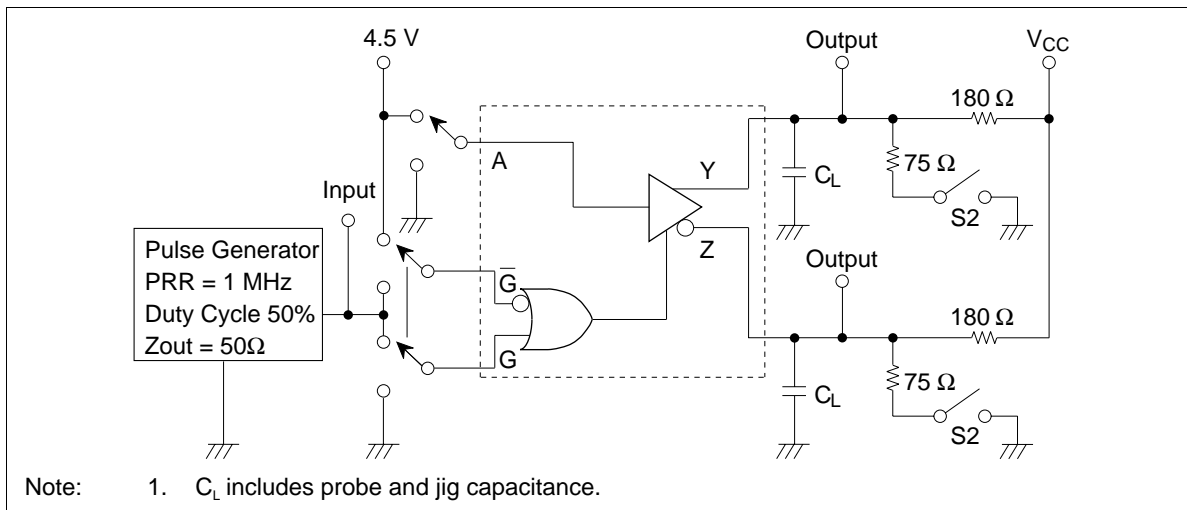 4.5 V
Output
V_CC
180 Ω
A
Y
C_L
75 Ω
S2
Input
Z
Output
Pulse Generator
PRR = 1 MHz
Duty Cycle 50%
Zout = 50Ω
G̅
G
180 Ω
C_L
75 Ω
S2
Note: 1. C_L includes probe and jig capacitance.